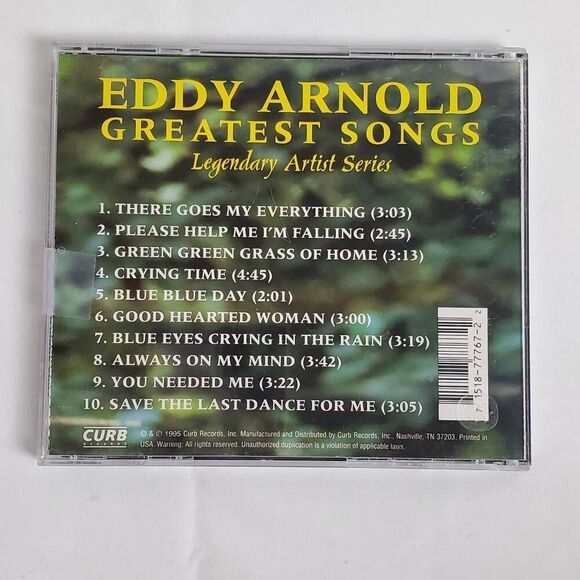 EDDY ARNOLD
GREATEST SONGS
Legendary Artist Series
1. THERE GOES MY EVERYTHING (3:03)
2. PLEASE HELP ME I'M FALLING (2:45)
3. GREEN GREEN GRASS OF HOME (3:13)
4. CRYING TIME (4:45)
5. BLUE BLUE DAY (2:01)
6. GOOD HEARTED WOMAN (3:00)
7. BLUE EYES CRYING IN THE RAIN (3:19)
8. ALWAYS ON MY MIND (3:42)
9. YOU NEEDED ME (3:22)
10. SAVE THE LAST DANCE FOR ME (3:05)
7 1518-77767-2 2
CURB
RECORDS
© & ℗ 1995 Curb Records, Inc. Manufactured and Distributed by Curb Records, Inc., Nashville, TN 37203. Printed in
USA. Warning: All rights reserved. Unauthorized duplication is a violation of applicable laws.